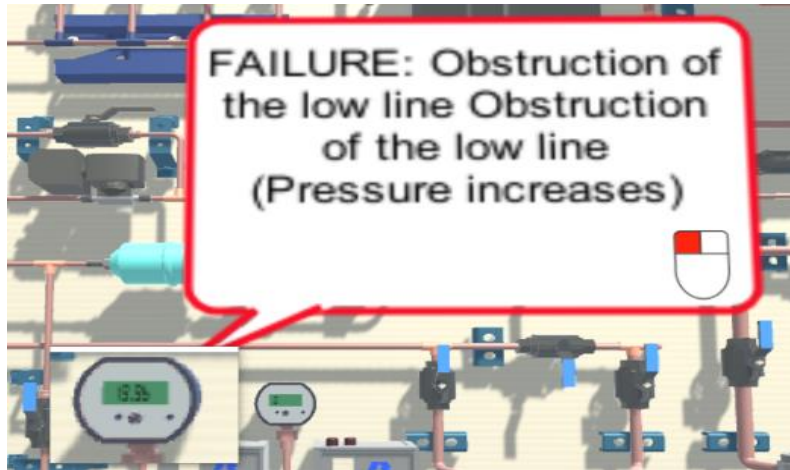 FAILURE: Obstruction of
the low line Obstruction
of the low line
(Pressure increases)